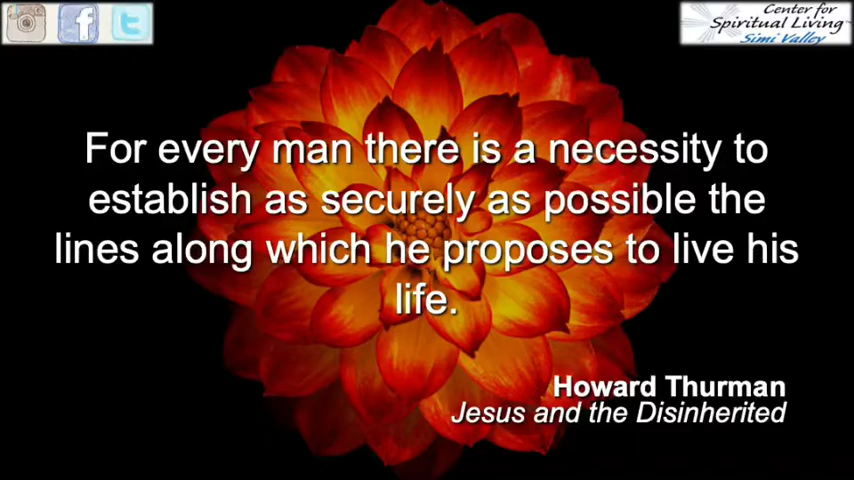 Center for
Spiritual Living
Simi Valley
For every man there is a necessity to
establish as securely as possible the
lines along which he proposes to live his
life.
Howard Thurman
Jesus and the Disinherited